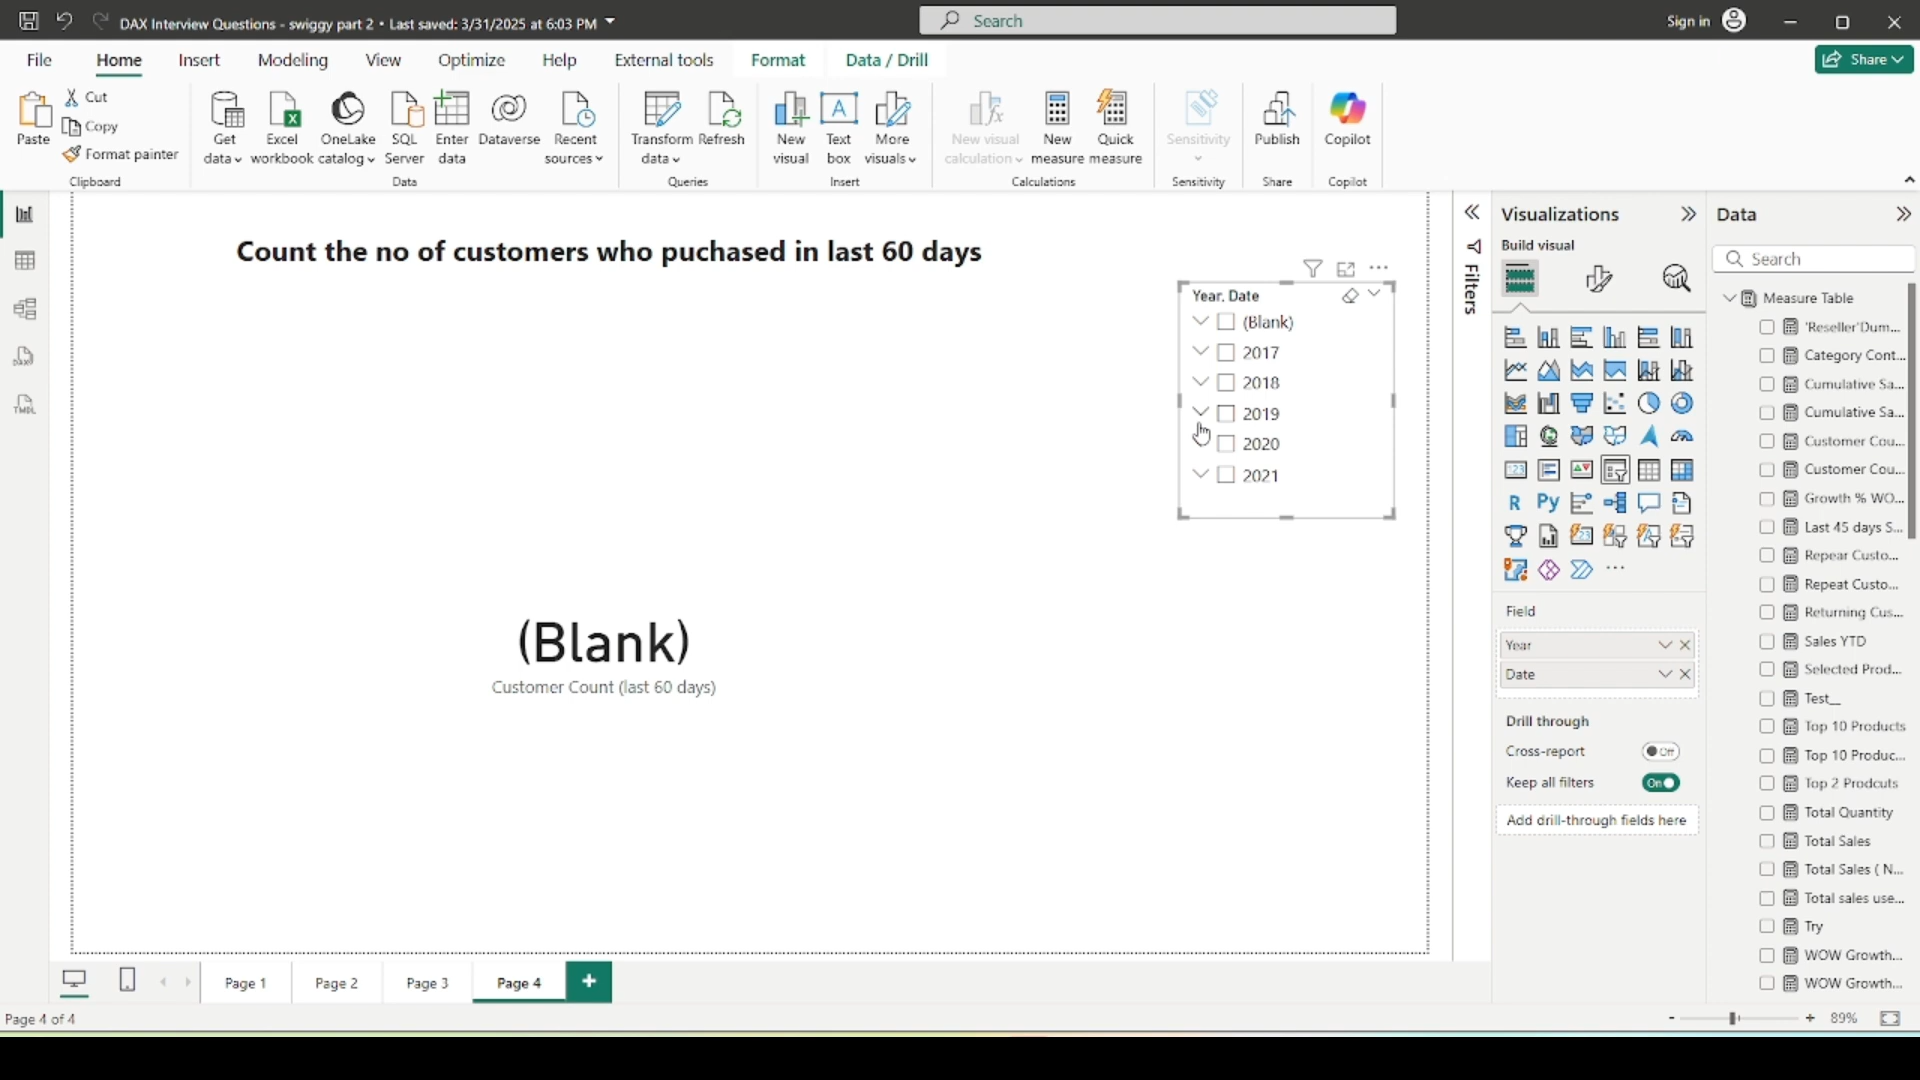 DAX Interview Questions - swiggy part 2 • Last saved: 3/31/2025 at 6:03 PM
Search
Sign in
File Home Insert Modeling View Optimize Help External tools Format Data / Drill
Share
Paste
Cut
Copy
Format painter
Clipboard
Get data
Excel workbook
OneLake catalog
SQL Server
Enter data
Dataverse
Recent sources
Data
Transform data
Refresh
Queries
New visual
Text box
More visuals
Insert
New visual calculation
New measure
Quick measure
Calculations
Sensitivity
Sensitivity
Publish
Share
Copilot
Copilot
Count the no of customers who puchased in last 60 days
Year, Date
(Blank)
2017
2018
2019
2020
2021
(Blank)
Customer Count (last 60 days)
Filters
Visualizations
Build visual
R
Py
Field
Year
Date
Drill through
Cross-report
Off
Keep all filters
On
Add drill-through fields here
Data
Search
Measure Table
'Reseller'Dum...
Category Cont...
Cumulative Sa...
Cumulative Sa...
Customer Cou...
Customer Cou...
Growth % WO...
Last 45 days S...
Repear Custo...
Repeat Custo...
Returning Cus...
Sales YTD
Selected Prod...
Test__
Top 10 Products
Top 10 Produc...
Top 2 Prodcuts
Total Quantity
Total Sales
Total Sales ( N...
Total sales use...
Try
WOW Growth...
WOW Growth...
Page 1
Page 2
Page 3
Page 4
+
Page 4 of 4
- + 89%